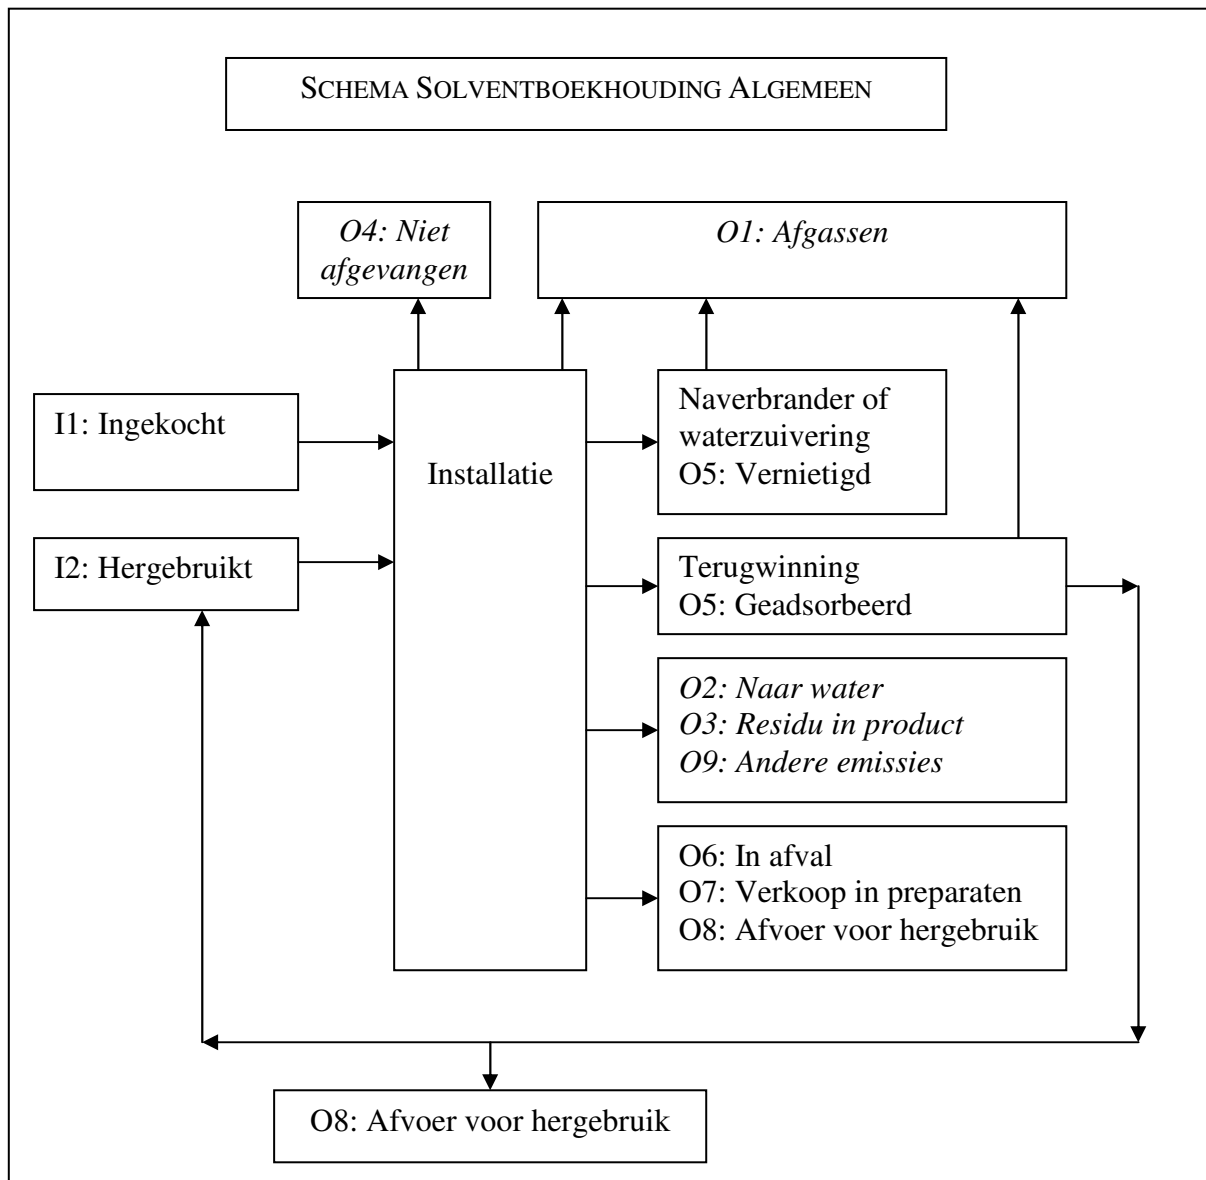 SCHEMA SOLVENTBOEKHOUDING ALGEMEEN
O4: Niet
afgevangen
O1: Afgassen
I1: Ingekocht
I2: Hergebruikt
Installatie
Naverbrander of
waterzuivering
O5: Vernietigd
Terugwinning
O5: Geadsorbeerd
O2: Naar water
O3: Residu in product
O9: Andere emissies
O6: In afval
O7: Verkoop in preparaten
O8: Afvoer voor hergebruik
O8: Afvoer voor hergebruik